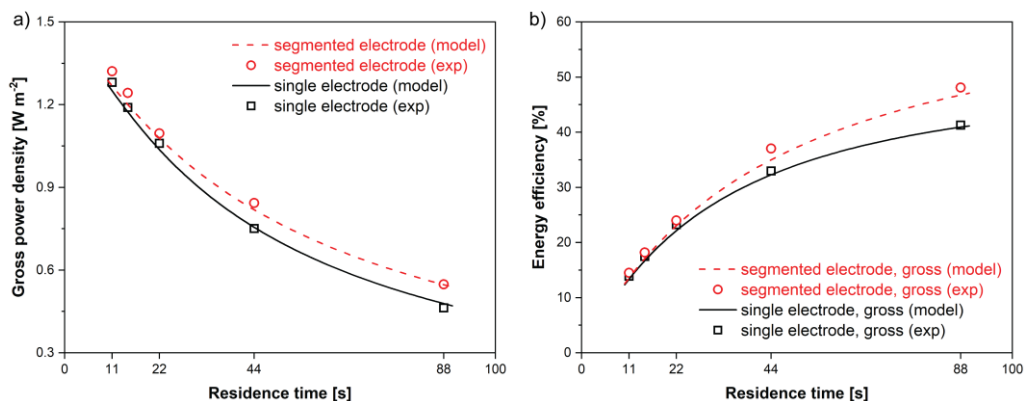 a)
Gross power density [W m-2]
1.5
1.2
0.9
0.6
0.3
segmented electrode (model)
segmented electrode (exp)
single electrode (model)
single electrode (exp)
0 11 22 44 88 100
Residence time [s]
b)
Energy efficiency [%]
60
50
40
30
20
10
0
segmented electrode, gross (model)
segmented electrode, gross (exp)
single electrode, gross (model)
single electrode, gross (exp)
0 11 22 44 88 100
Residence time [s]